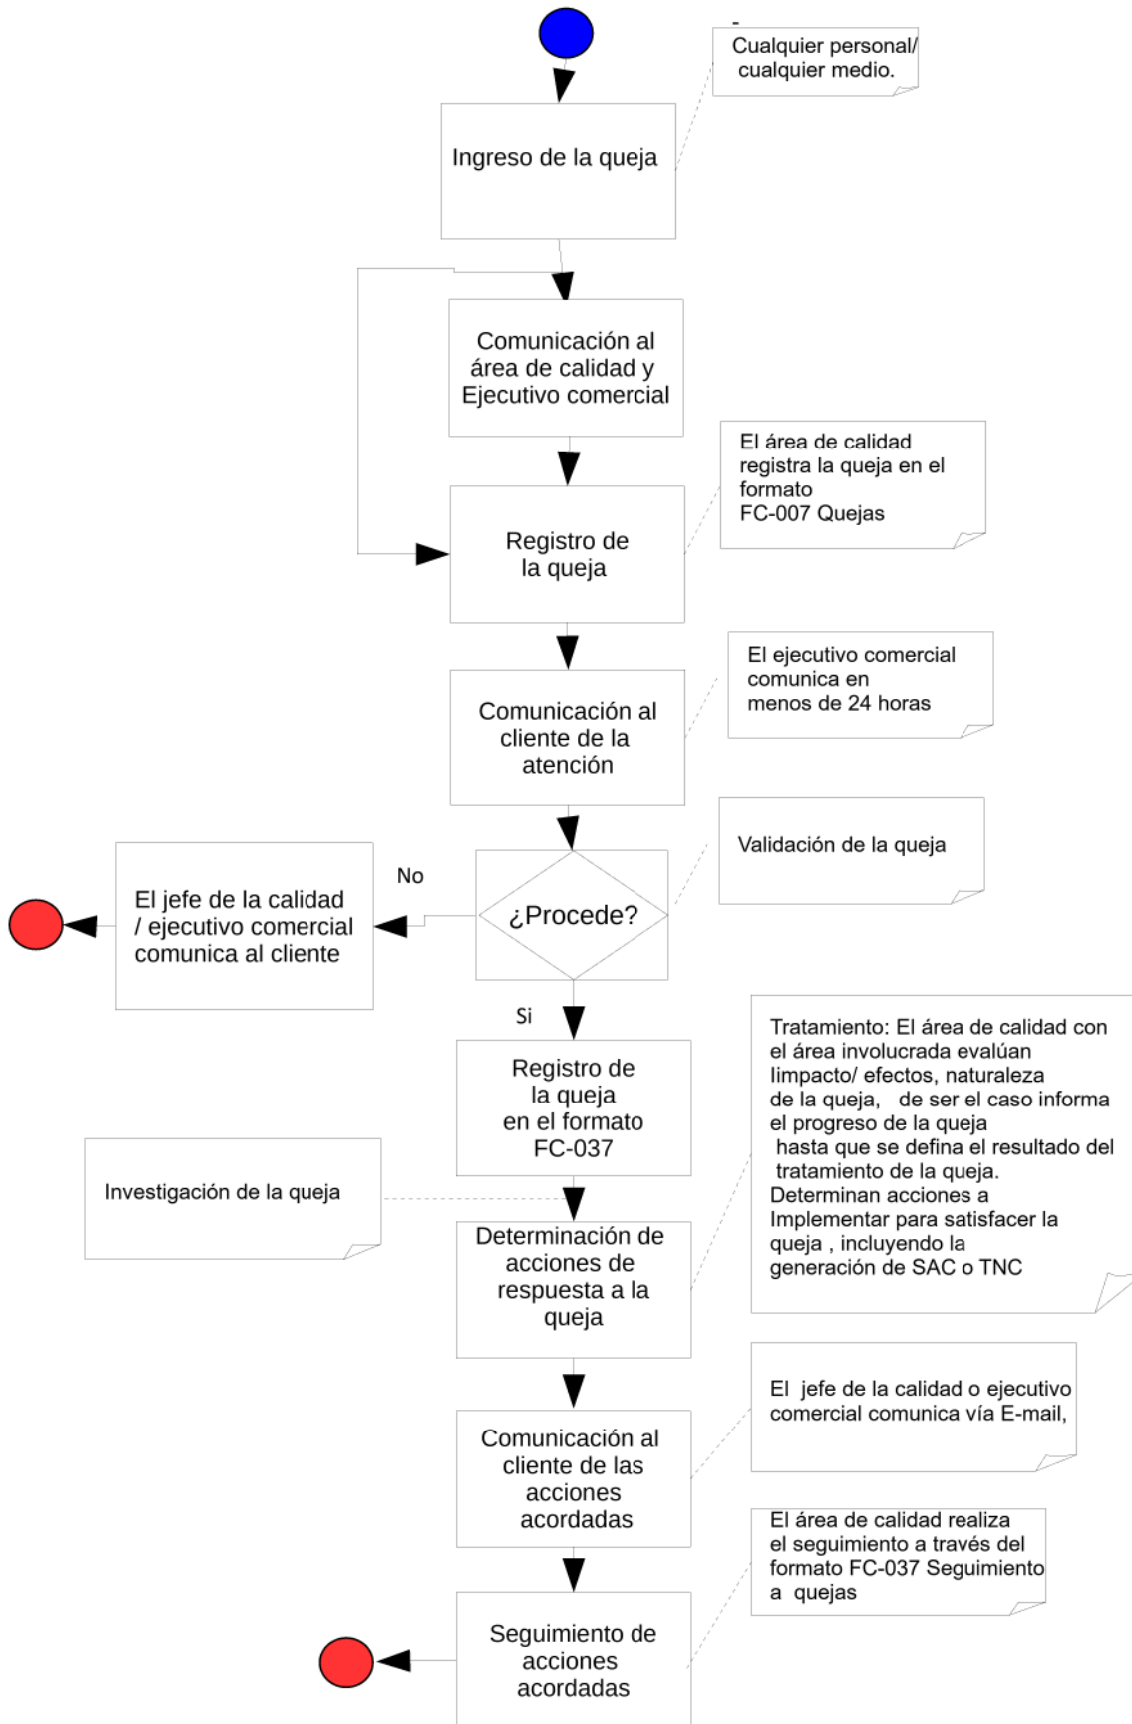 -
Cualquier personal/
cualquier medio.
Ingreso de la queja
Comunicación al
área de calidad y
Ejecutivo comercial
El área de calidad
registra la queja en el
formato
FC-007 Quejas
Registro de
la queja
El ejecutivo comercial
comunica en
menos de 24 horas
Comunicación al
cliente de la
atención
Validación de la queja
¿Procede?
No
El jefe de la calidad
/ ejecutivo comercial
comunica al cliente
Si
Registro de
la queja
en el formato
FC-037
Tratamiento: El área de calidad con
el área involucrada evalúan
Iimpacto/ efectos, naturaleza
de la queja, de ser el caso informa
el progreso de la queja
hasta que se defina el resultado del
tratamiento de la queja.
Determinan acciones a
Implementar para satisfacer la
queja , incluyendo la
generación de SAC o TNC
Investigación de la queja
Determinación de
acciones de
respuesta a la
queja
El jefe de la calidad o ejecutivo
comercial comunica vía E-mail,
Comunicación al
cliente de las
acciones
acordadas
El área de calidad realiza
el seguimiento a través del
formato FC-037 Seguimiento
a quejas
Seguimiento de
acciones
acordadas